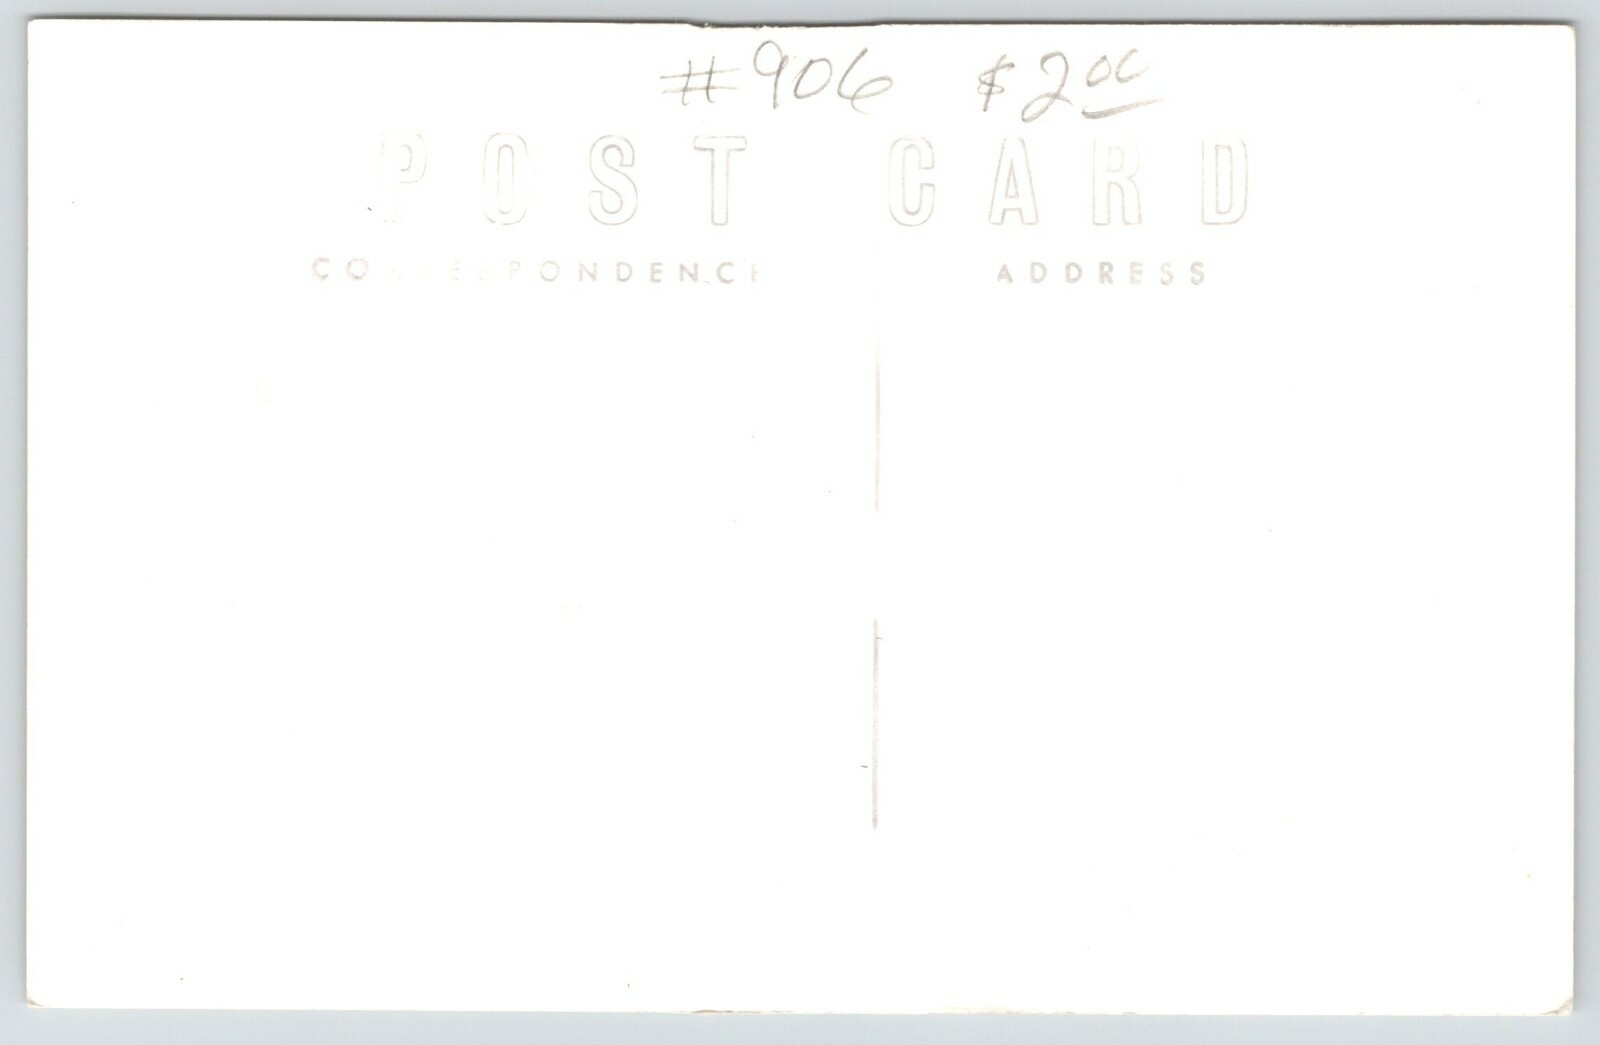 #906 $2.00
POST CARD
CORRESPONDENCE ADDRESS